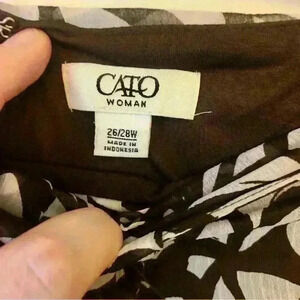 CATO
WOMAN
26/28W
MADE IN
INDONESIA